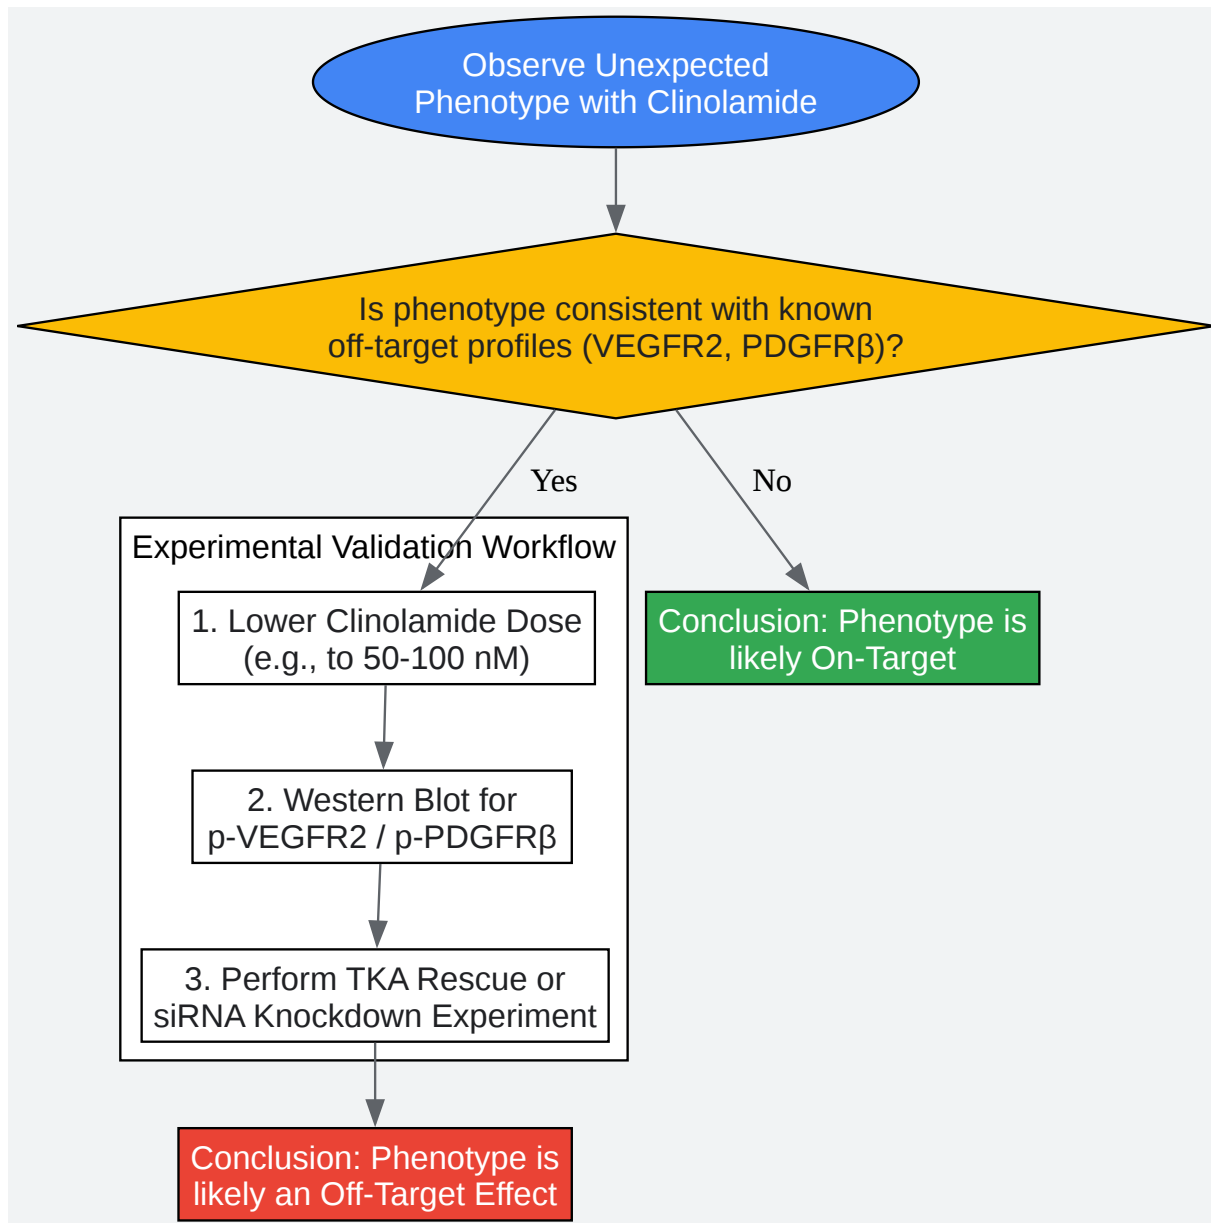 Observe Unexpected
Phenotype with Clinolamide
Is phenotype consistent with known
off-target profiles (VEGFR2, PDGFRβ)?
Yes
No
Experimental Validation Workflow
1. Lower Clinolamide Dose
(e.g., to 50-100 nM)
Conclusion: Phenotype is
likely On-Target
2. Western Blot for
p-VEGFR2 / p-PDGFRβ
3. Perform TKA Rescue or
siRNA Knockdown Experiment
Conclusion: Phenotype is
likely an Off-Target Effect